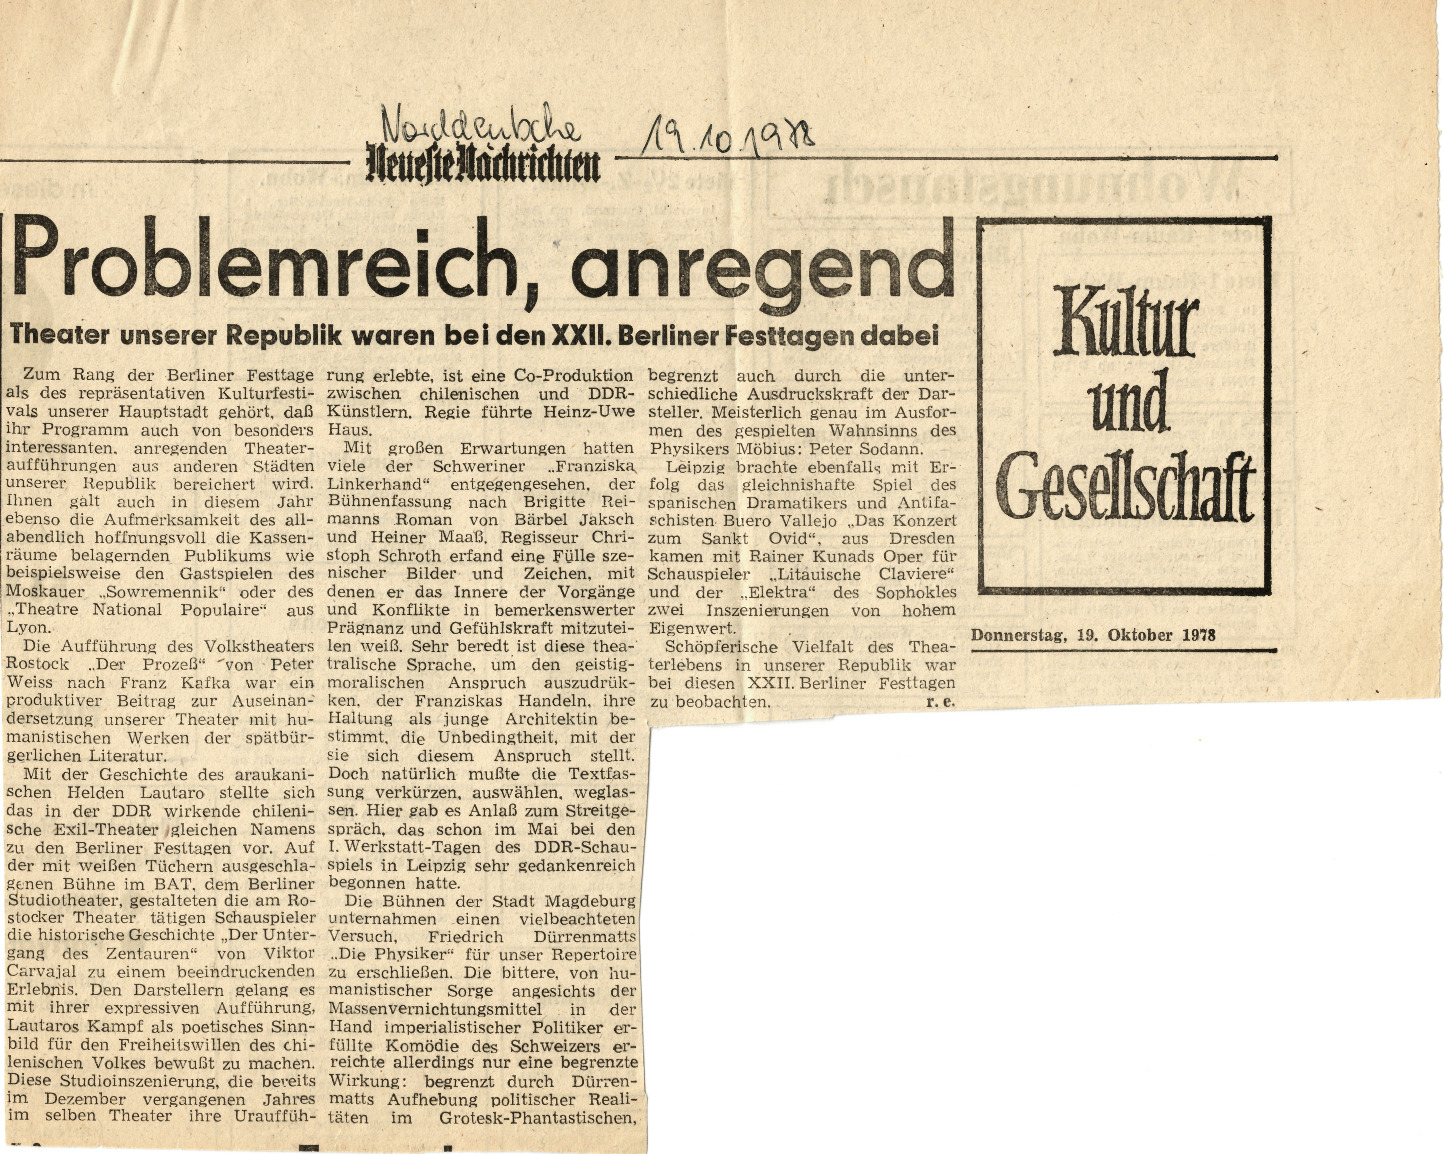 Norddeutsche 19.10.1978
Neueste Nachrichten
Problemreich, anregend
Theater unserer Republik waren bei den XXII. Berliner Festtagen dabei
Zum Rang der Berliner Festtage
als des repräsentativen Kulturfesti-
vals unserer Hauptstadt gehört, daß
ihr Programm auch von besonders
interessanten, anregenden Theater-
aufführungen aus anderen Städten
unserer Republik bereichert wird.
Ihnen galt auch in diesem Jahr
ebenso die Aufmerksamkeit des all-
abendlich hoffnungsvoll die Kassen-
räume belagernden Publikums wie
beispielsweise den Gastspielen des
Moskauer „Sowremennik“ oder des
„Theatre National Populaire“ aus
Lyon.
Die Aufführung des Volkstheaters
Rostock „Der Prozeß“ von Peter
Weiss nach Franz Kafka war ein
produktiver Beitrag zur Auseinan-
dersetzung unserer Theater mit hu-
manistischen Werken der spätbür-
gerlichen Literatur.
Mit der Geschichte des araukani-
schen Helden Lautaro stellte sich
das in der DDR wirkende chileni-
sche Exil-Theater gleichen Namens
zu den Berliner Festtagen vor. Auf
der mit weißen Tüchern ausgeschla-
genen Bühne im BAT, dem Berliner
Studiotheater, gestalteten die am Ro-
stocker Theater tätigen Schauspieler
die historische Geschichte „Der Unter-
gang des Zentauren“ von Viktor
Carvajal zu einem beeindruckenden
Erlebnis. Den Darstellern gelang es
mit ihrer expressiven Aufführung,
Lautaros Kampf als poetisches Sinn-
bild für den Freiheitswillen des chi-
lenischen Volkes bewußt zu machen.
Diese Studioinszenierung, die bereits
im Dezember vergangenen Jahres
im selben Theater ihre Urauffüh-
rung erlebte, ist eine Co-Produktion
zwischen chilenischen und DDR-
Künstlern. Regie führte Heinz-Uwe
Haus.
Mit großen Erwartungen hatten
viele der Schweriner „Franziska
Linkerhand“ entgegengesehen, der
Bühnenfassung nach Brigitte Rei-
manns Roman von Bärbel Jaksch
und Heiner Maaß. Regisseur Chri-
stoph Schroth erfand eine Fülle sze-
nischer Bilder und Zeichen, mit
denen er das Innere der Vorgänge
und Konflikte in bemerkenswerter
Prägnanz und Gefühlskraft mitzutei-
len weiß. Sehr beredt ist diese thea-
tralische Sprache, um den geistig-
moralischen Anspruch auszudrük-
ken, der Franziskas Handeln, ihre
Haltung als junge Architektin be-
stimmt, die Unbedingtheit, mit der
sie sich diesem Anspruch stellt.
Doch natürlich mußte die Textfas-
sung verkürzen, auswählen, weglas-
sen. Hier gab es Anlaß zum Streitge-
spräch, das schon im Mai bei den
I. Werkstatt-Tagen des DDR-Schau-
spiels in Leipzig sehr gedankenreich
begonnen hatte.
Die Bühnen der Stadt Magdeburg
unternahmen einen vielbeachteten
Versuch, Friedrich Dürrenmatts
„Die Physiker“ für unser Repertoire
zu erschließen. Die bittere, von hu-
manistischer Sorge angesichts der
Massenvernichtungsmittel in der
Hand imperialistischer Politiker er-
füllte Komödie des Schweizers er-
reichte allerdings nur eine begrenzte
Wirkung: begrenzt durch Dürren-
matts Aufhebung politischer Reali-
täten im Grotesk-Phantastischen,
begrenzt auch durch die unter-
schiedliche Ausdruckskraft der Dar-
steller. Meisterlich genau im Ausfor-
men des gespielten Wahnsinns des
Physikers Möbius: Peter Sodann.
Leipzig brachte ebenfalls mit Er-
folg das gleichnishafte Spiel des
spanischen Dramatikers und Antifa-
schisten Buero Vallejo „Das Konzert
zum Sankt Ovid“, aus Dresden
kamen mit Rainer Kunads Oper für
Schauspieler „Litauische Claviere“
und der „Elektra“ des Sophokles
zwei Inszenierungen von hohem
Eigenwert.
Schöpferische Vielfalt des Thea-
terlebens in unserer Republik war
bei diesen XXII. Berliner Festtagen
zu beobachten. r. e.
Kultur
und
Gesellschaft
Donnerstag, 19. Oktober 1978